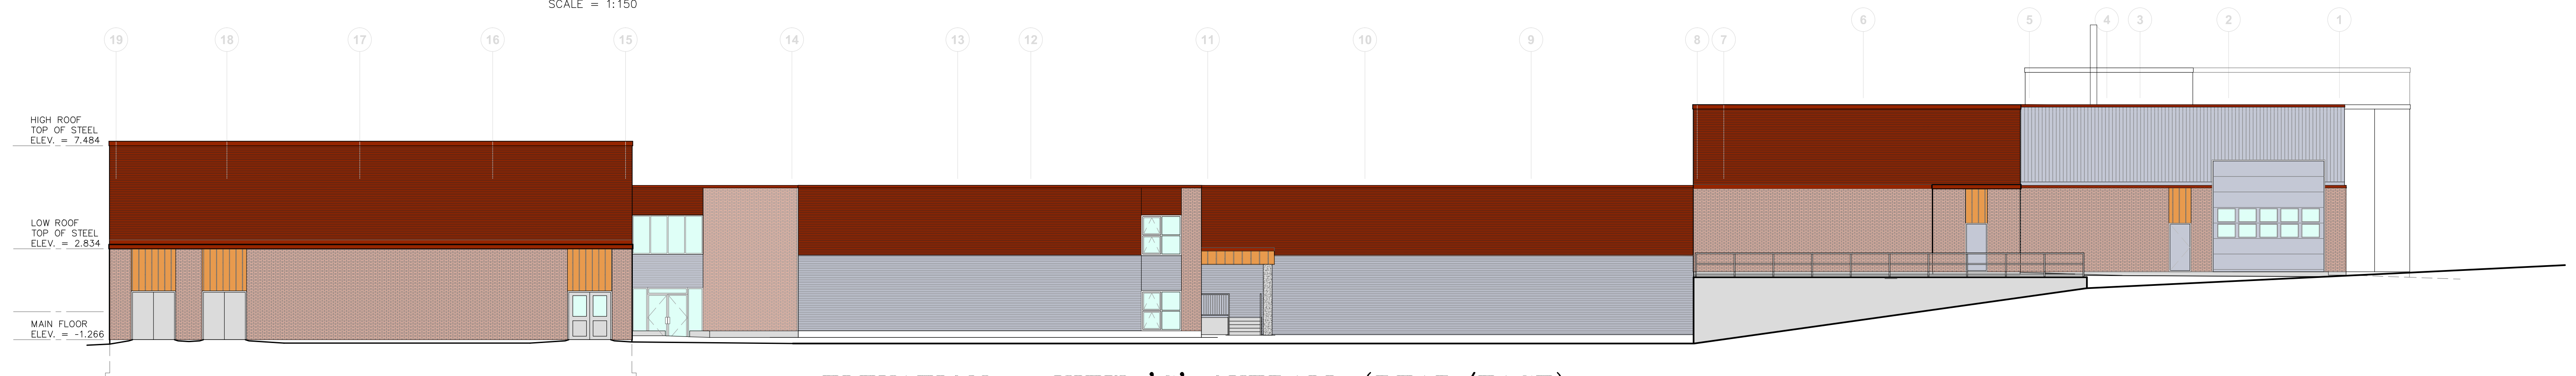 SCALE = 1:150
19 18 17 16 15 14 13 12 11 10 9 8 7 6 5 4 3 2 1
HIGH ROOF
TOP OF STEEL
ELEV. = 7.484
LOW ROOF
TOP OF STEEL
ELEV. = 2.834
MAIN FLOOR
ELEV. = -1.266